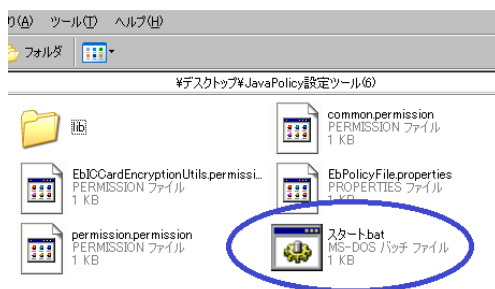 り(A) ツール(T) ヘルプ(H)
フォルダ
¥デスクトップ¥JavaPolicy設定ツール(6)
lib
common.permission
PERMISSION ファイル
1 KB
EbICCardEncryptionUtils.permissi...
PERMISSION ファイル
1 KB
EbPolicyFile.properties
PROPERTIES ファイル
1 KB
permission.permission
PERMISSION ファイル
1 KB
スタート.bat
MS-DOS バッチ ファイル
1 KB